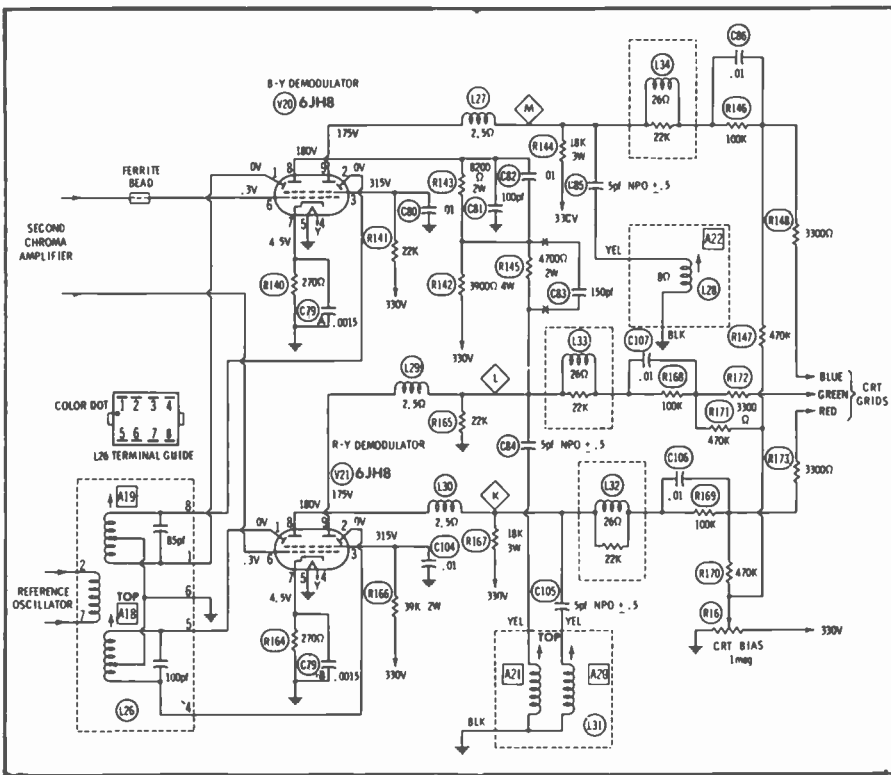 C86
.01
L34
26Ω
22K
R146
100K
B-Y DEMODULATOR
V20 6JH8
L27
2.5Ω
M
175V
180V
0V
8
9
2
0V
315V
FERRITE
BEAD
.3V
6
3
7
5
4
Y
4.5V
SECOND
CHROMA
AMPLIFIER
R143
8200
Ω
2W
C82
100pf
R144
18K
3W
.01
33CV
C85
5pf NPO ± .5
C80
.01
C81
R141
22K
330V
R148
3300Ω
R140
270Ω
C79
A
.0015
R142
3900Ω
4W
330V
R145
4700Ω
2W
C83
150pf
YEL
A22
8Ω
L28
BLK
R147
470K
L29
2.5Ω
L
L33
26Ω
22K
C107
.01
R168
100K
R172
3300
Ω
R171
470K
BLUE
GREEN
RED
CRT
GRIDS
COLOR DOT
1 2 3 4
5 6 7 8
L26 TERMINAL GUIDE
R165
22K
R-Y DEMODULATOR
V21 6JH8
175V
C84
5pf NPO ± .5
R173
3300Ω
C106
.01
R169
100K
L32
26Ω
22K
L30
2.5Ω
K
180V
0V
8
9
2
0V
315V
.3V
6
3
7
5
4
Y
4.5V
C104
.01
R167
18K
3W
330V
R166
39K 2W
330V
C105
5pf NPO ± .5
R170
470K
R16
CRT BIAS
1meg
330V
A19
8
85pf
1
2
REFERENCE
OSCILLATOR
7
TOP
A18
6
5
100pf
4
L26
R164
270Ω
C79
B
.0015
YEL
YEL
TOP
A21
A20
L31
BLK